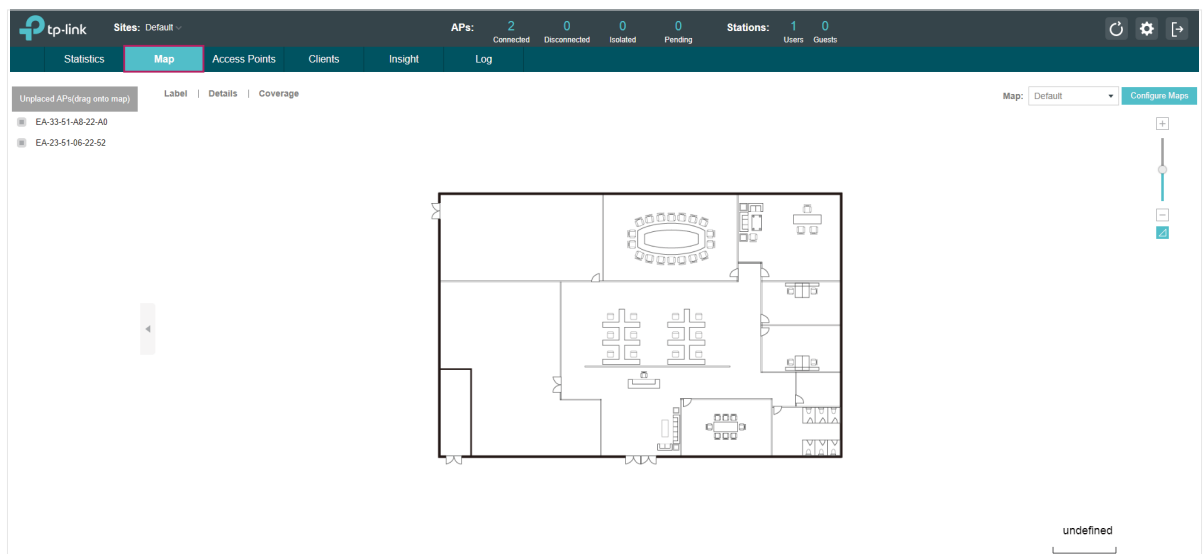 tp-link Sites: Default APs: 2 0 0 0 Stations: 1 0
Connected Disconnected Isolated Pending Users Guests
Statistics Map Access Points Clients Insight Log
Unplaced APs(drag onto map) Label | Details | Coverage Map: Default Configure Maps
EA-33-51-A8-22-A0
EA-23-51-06-22-52
undefined